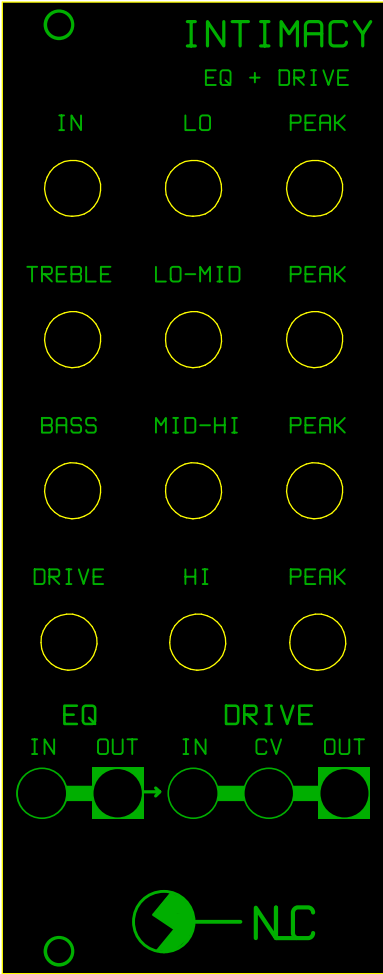 INTIMACY
EQ + DRIVE
IN LO PEAK
TREBLE LO-MID PEAK
BASS MID-HI PEAK
DRIVE HI PEAK
EQ DRIVE
IN OUT IN CV OUT
NLC